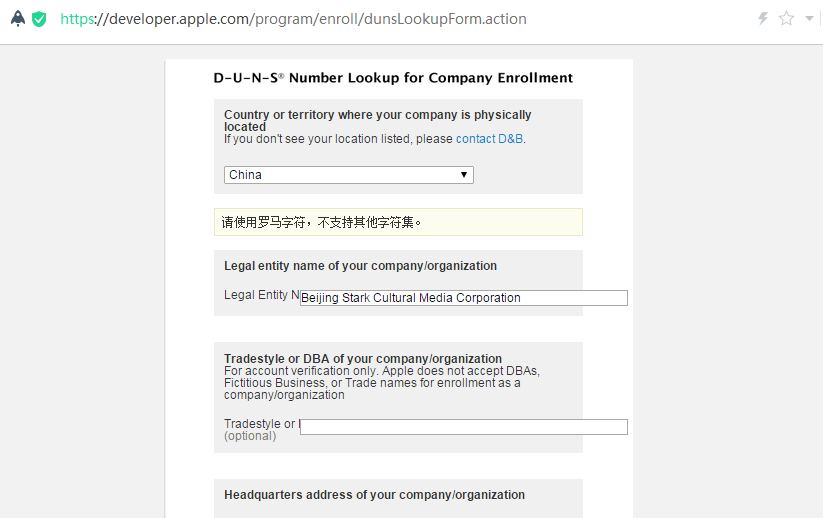 https://developer.apple.com/program/enroll/dunsLookupForm.action
D-U-N-S® Number Lookup for Company Enrollment
Country or territory where your company is physically
located
If you don't see your location listed, please contact D&B.
China
请使用罗马字符，不支持其他字符集。
Legal entity name of your company/organization
Legal Entity N Beijing Stark Cultural Media Corporation
Tradestyle or DBA of your company/organization
For account verification only. Apple does not accept DBAs,
Fictitious Business, or Trade names for enrollment as a
company/organization
Tradestyle or
(optional)
Headquarters address of your company/organization